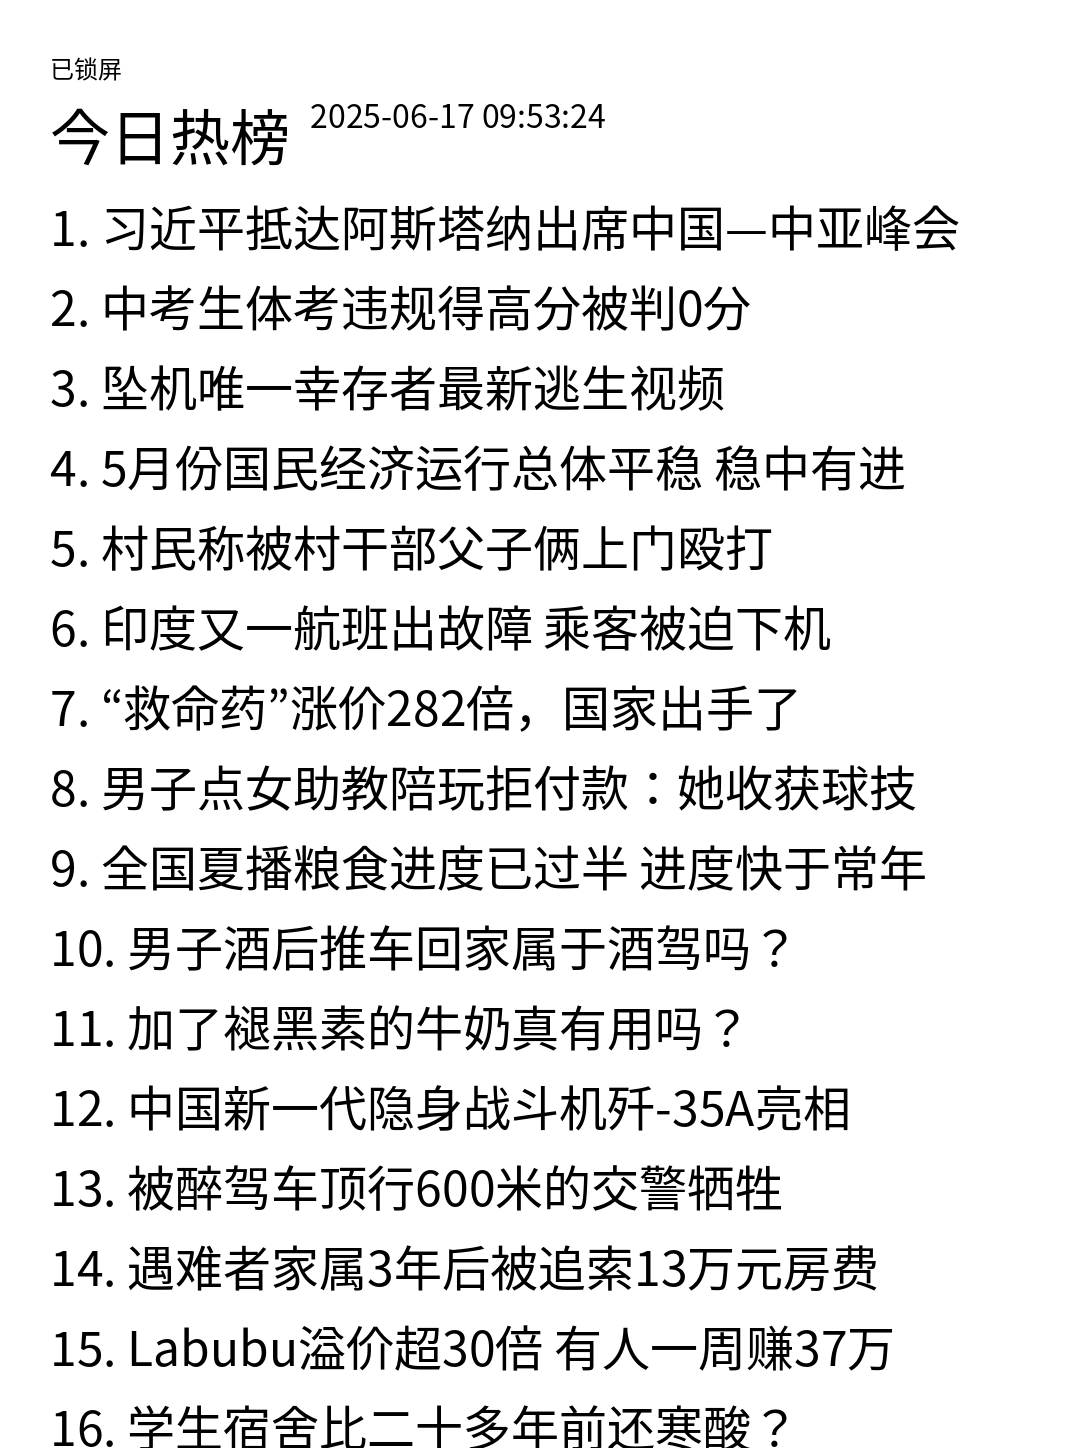 已锁屏
今日热榜 2025-06-17 09:53:24
1. 习近平抵达阿斯塔纳出席中国—中亚峰会
2. 中考生体考违规得高分被判0分
3. 坠机唯一幸存者最新逃生视频
4. 5月份国民经济运行总体平稳 稳中有进
5. 村民称被村干部父子俩上门殴打
6. 印度又一航班出故障 乘客被迫下机
7. “救命药”涨价282倍，国家出手了
8. 男子点女助教陪玩拒付款：她收获球技
9. 全国夏播粮食进度已过半 进度快于常年
10. 男子酒后推车回家属于酒驾吗？
11. 加了褪黑素的牛奶真有用吗？
12. 中国新一代隐身战斗机歼-35A亮相
13. 被醉驾车顶行600米的交警牺牲
14. 遇难者家属3年后被追索13万元房费
15. Labubu溢价超30倍 有人一周赚37万
16. 学生宿舍比二十多年前还寒酸？